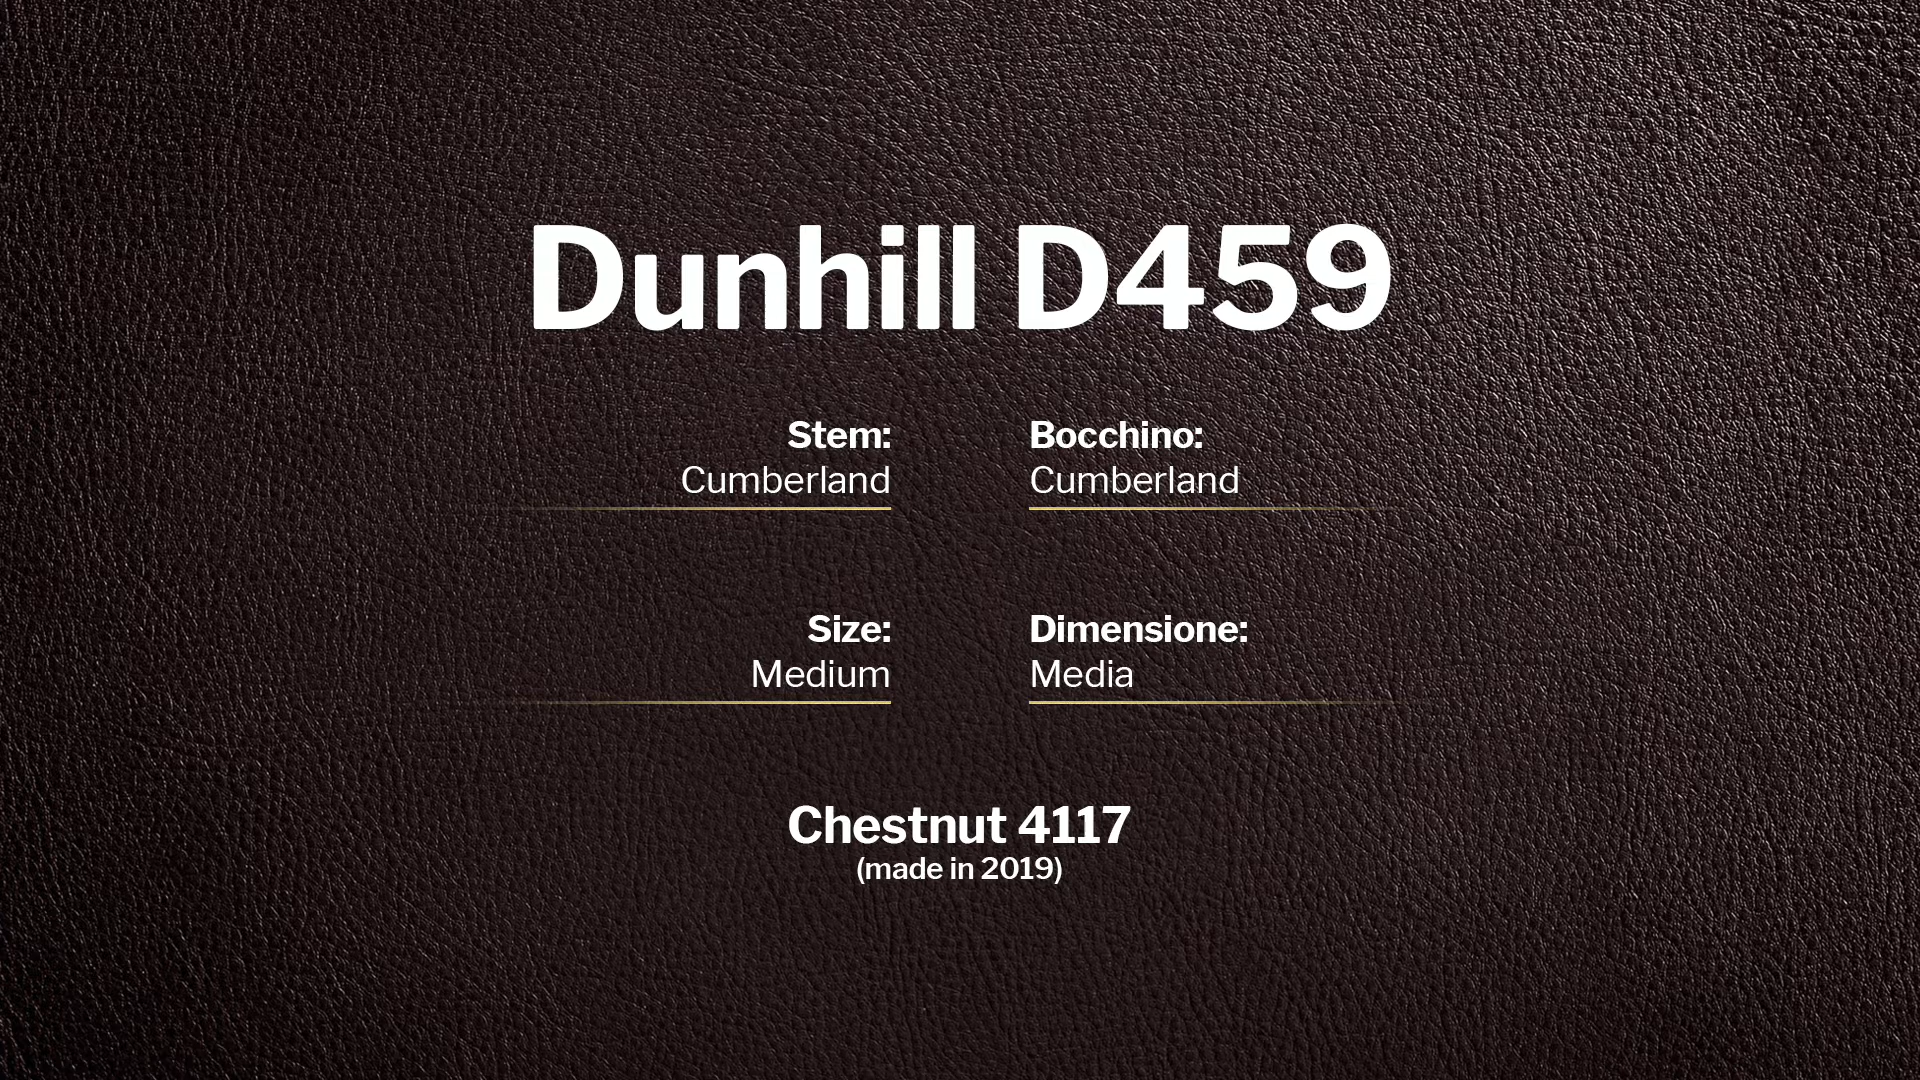 Dunhill D459
Stem:
Cumberland
Bocchino:
Cumberland
Size:
Medium
Dimensione:
Media
Chestnut 4117
(made in 2019)